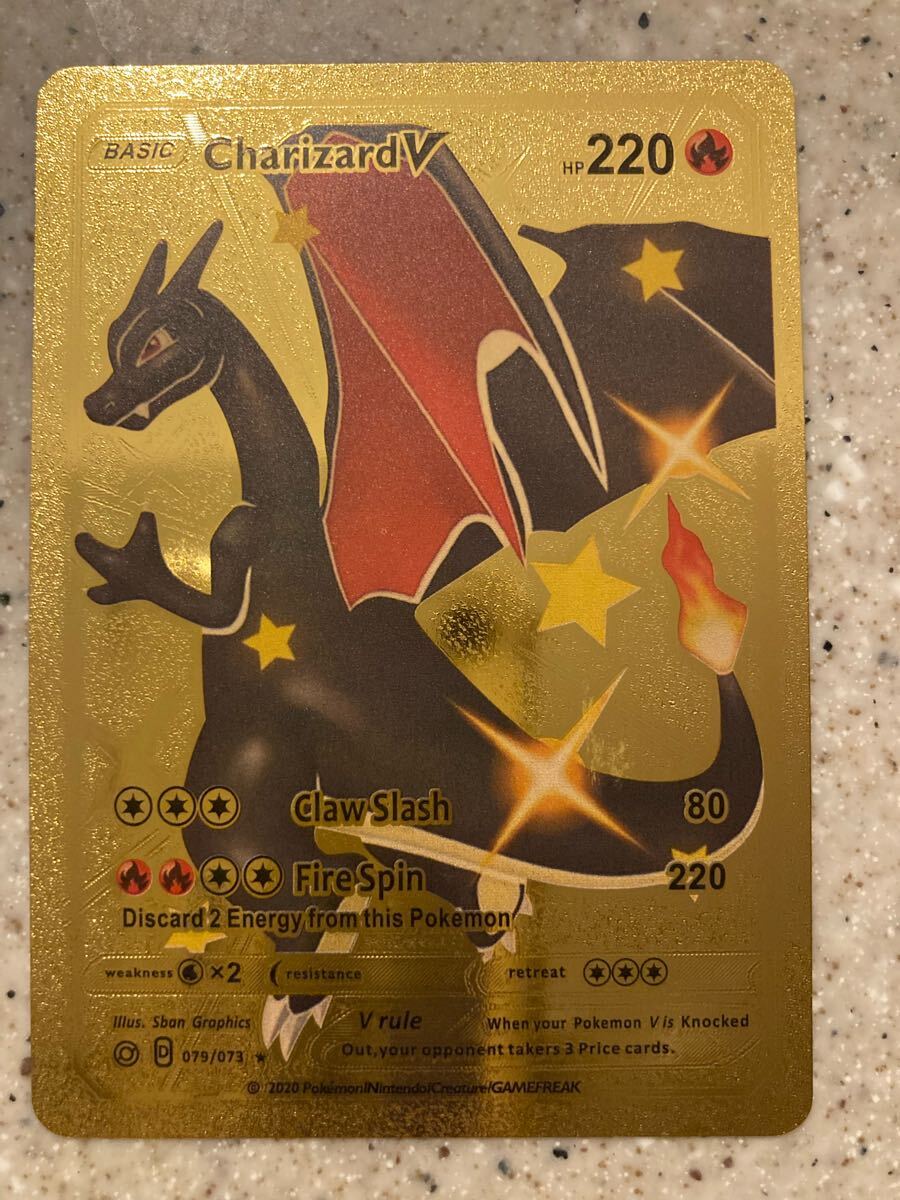 BASIC Charizard V HP 220
Claw Slash 80
Fire Spin 220
Discard 2 Energy from this Pokemon
weakness ×2 resistance retreat
Illus. Sban Graphics V rule When your Pokemon V is Knocked
079/073 Out,your opponent takers 3 Price cards.
© 2020 Pokémon/Nintendo/Creature/GAMEFREAK